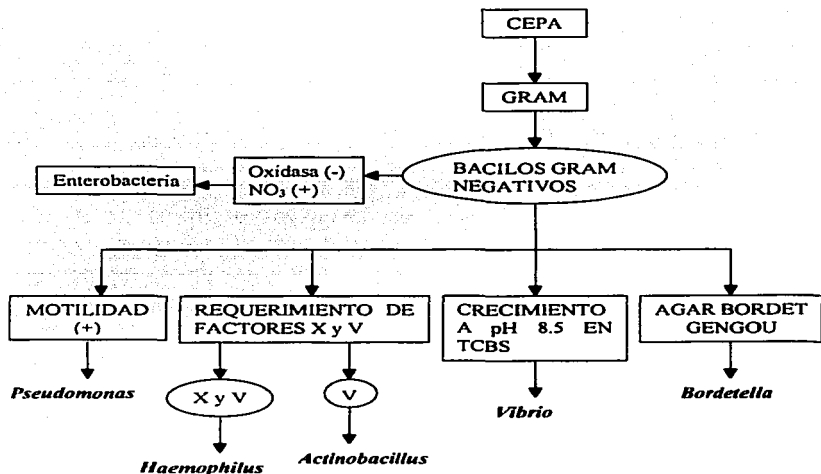 CEPA
GRAM
BACILOS GRAM
NEGATIVOS
Oxídasa (-)
NO₃ (+)
Enterobacteria
MOTILIDAD
(+)
REQUERIMIENTO DE
FACTORES X y V
CRECIMIENTO
A pH 8.5 EN
TCBS
AGAR BORDET
GENGOU
Pseudomonas
X y V
V
Vibrio
Bordetella
Haemophilus
Actinobacillus